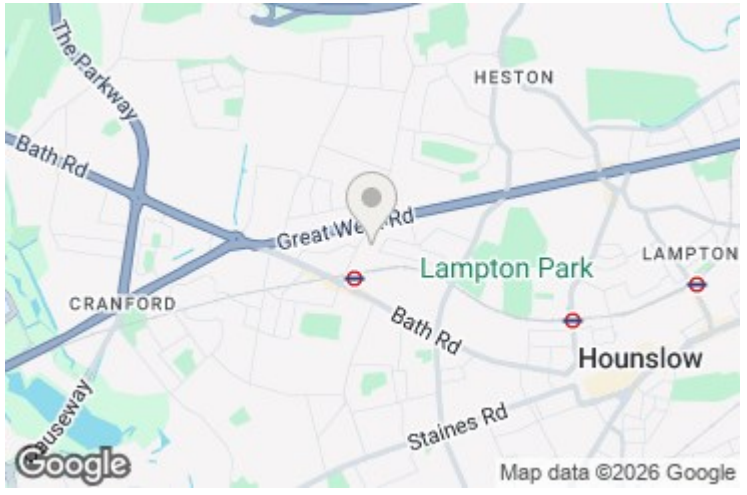 The Parkway
HESTON
Bath Rd
Great West Rd
LAMPTON
Lampton Park
CRANFORD
Bath Rd
Hounslow
Causeway
Staines Rd
Google
Map data ©2026 Google